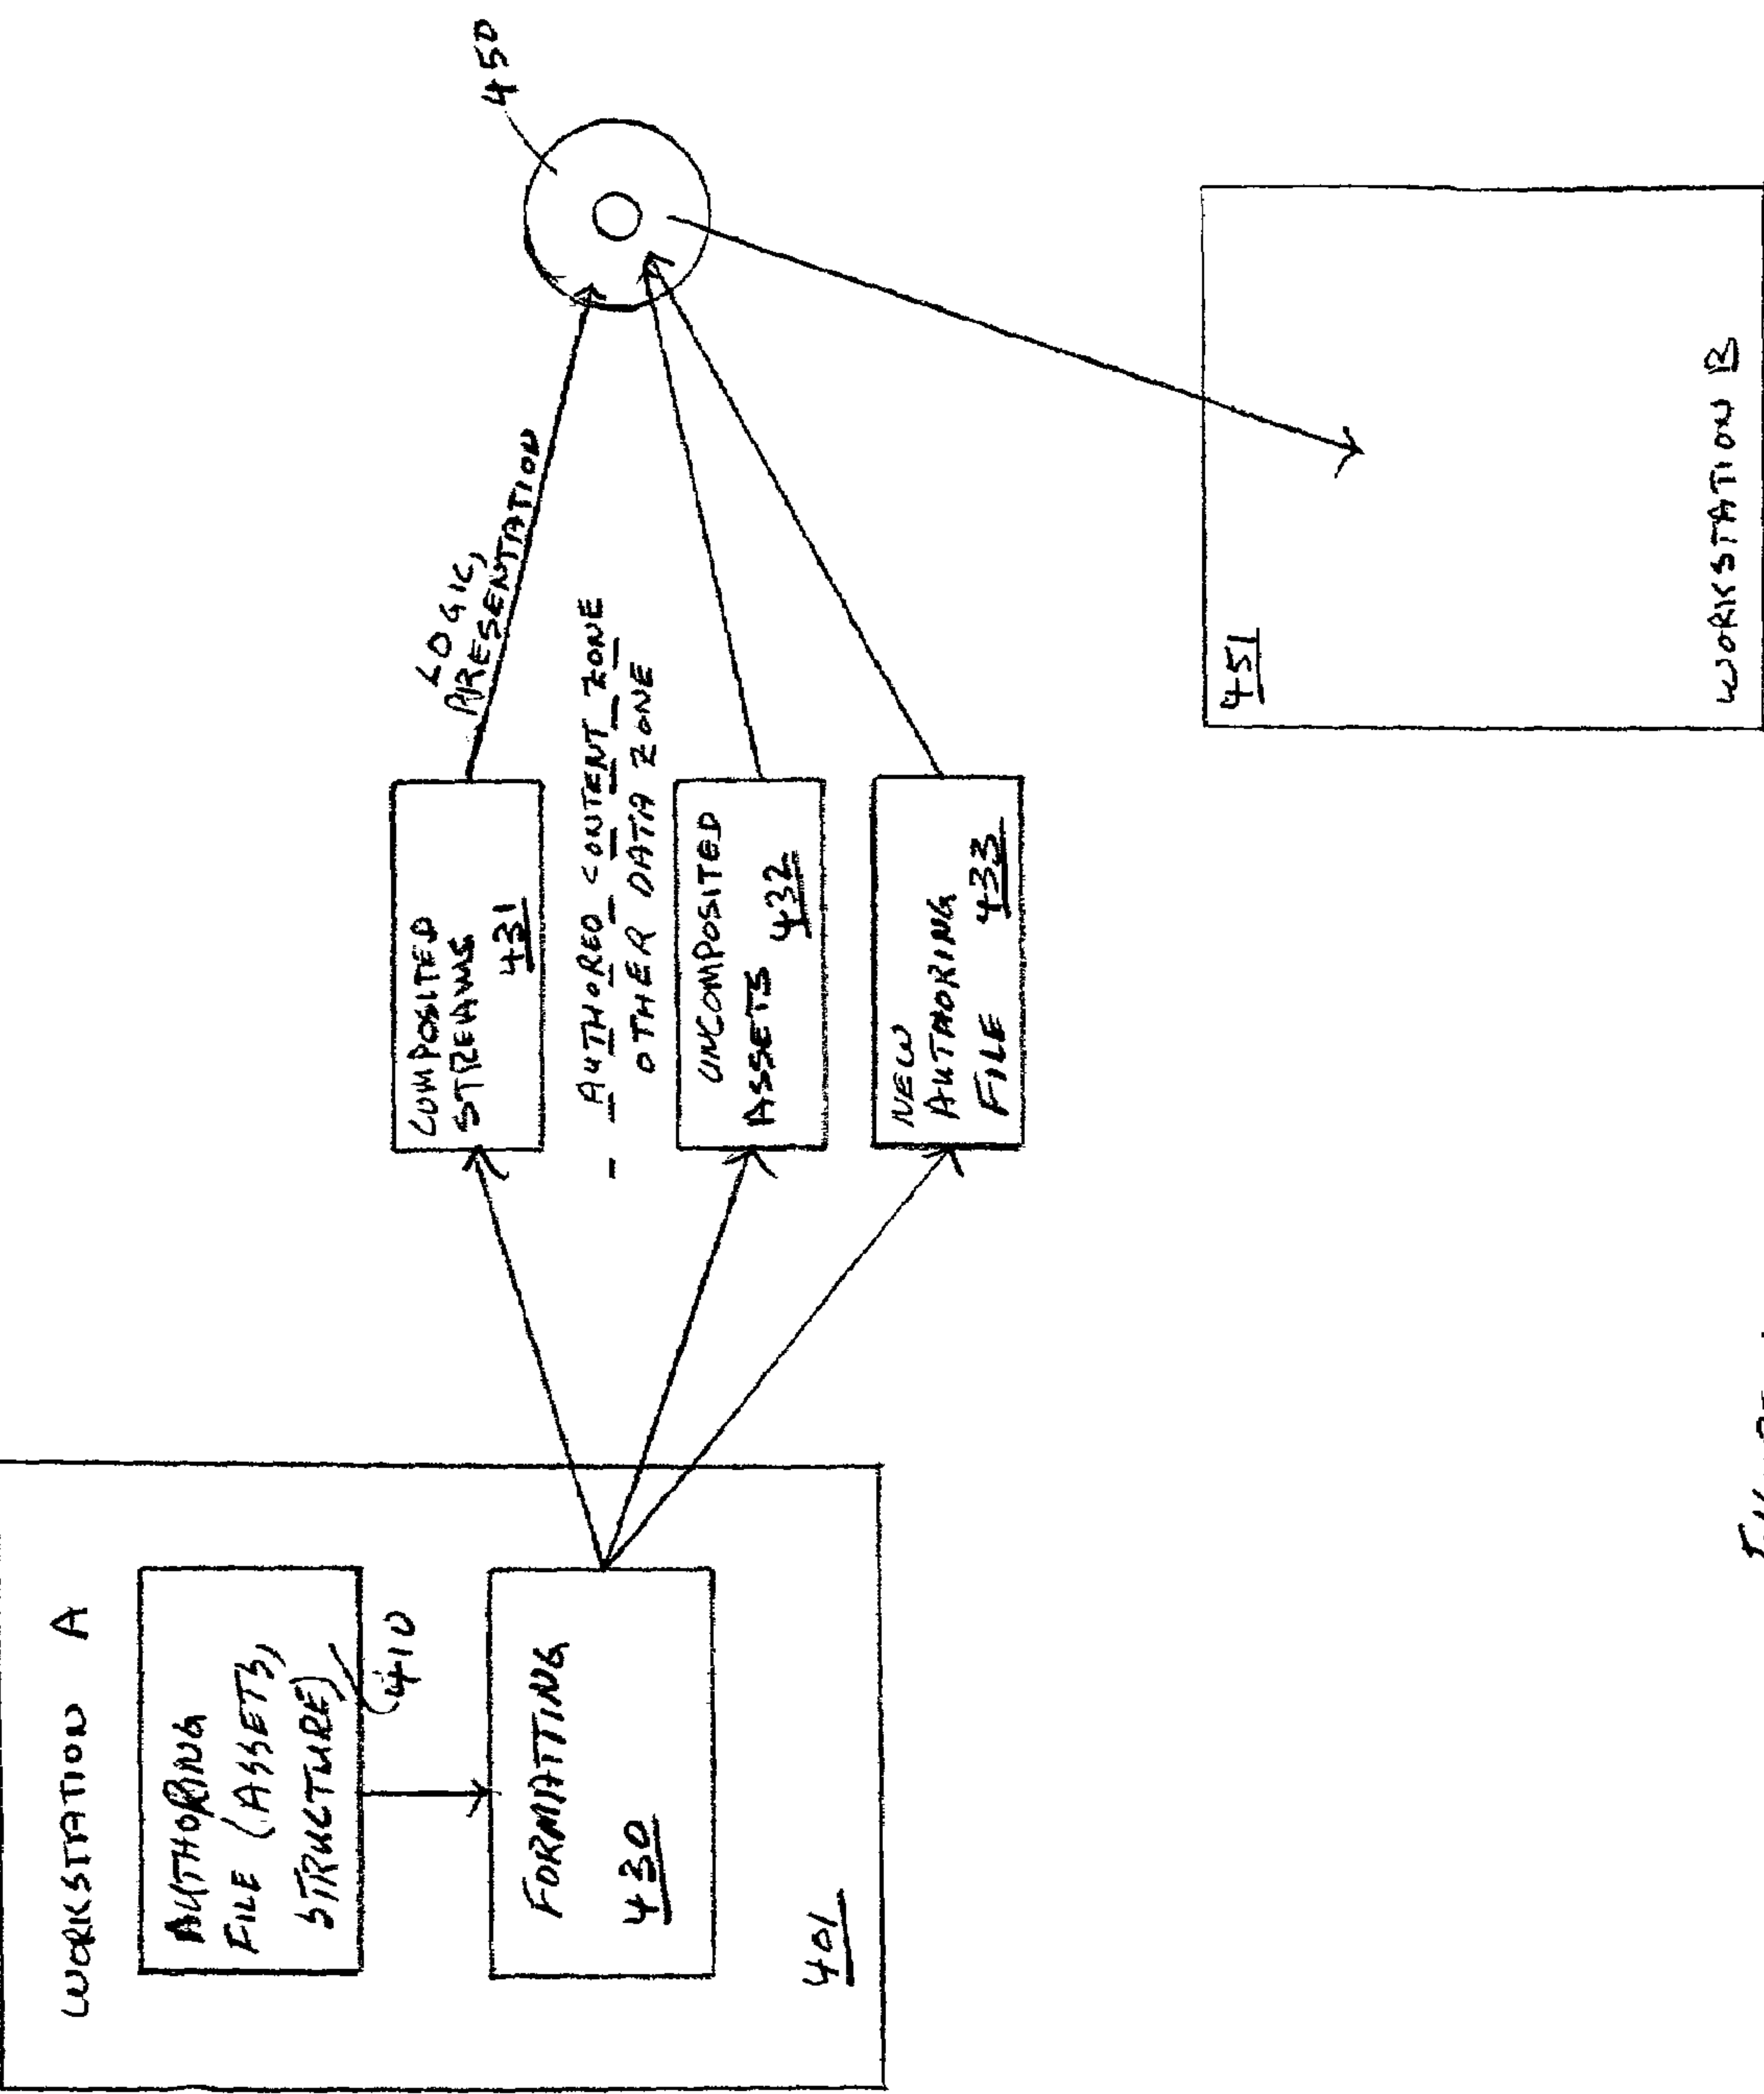 WORKSTATION A
AUTHORING
FILE (ASSETS,
STRUCTURE)
410
FORMATTING
430
401
COMPOSITED
STREAMS
431
LOGIC,
PRESENTATION
AUTHORED CONTENT ZONE
OTHER DATA ZONE
UNCOMPOSITED
ASSETS
432
NEW
AUTHORING
FILE 433
450
451
WORKSTATION B